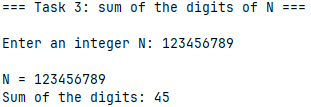 === Task 3: sum of the digits of N ===
Enter an integer N: 123456789
N = 123456789
Sum of the digits: 45